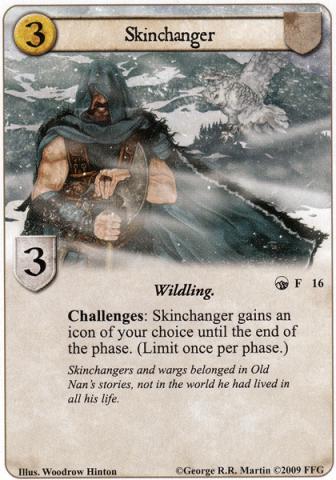 3
Skinchanger
3
Wildling.
F 16
Challenges: Skinchanger gains an
icon of your choice until the end of
the phase. (Limit once per phase.)
Skinchangers and wargs belonged in Old
Nan's stories, not in the world he had lived in
all his life.
Illus. Woodrow Hinton
©George R.R. Martin ©2009 FFG